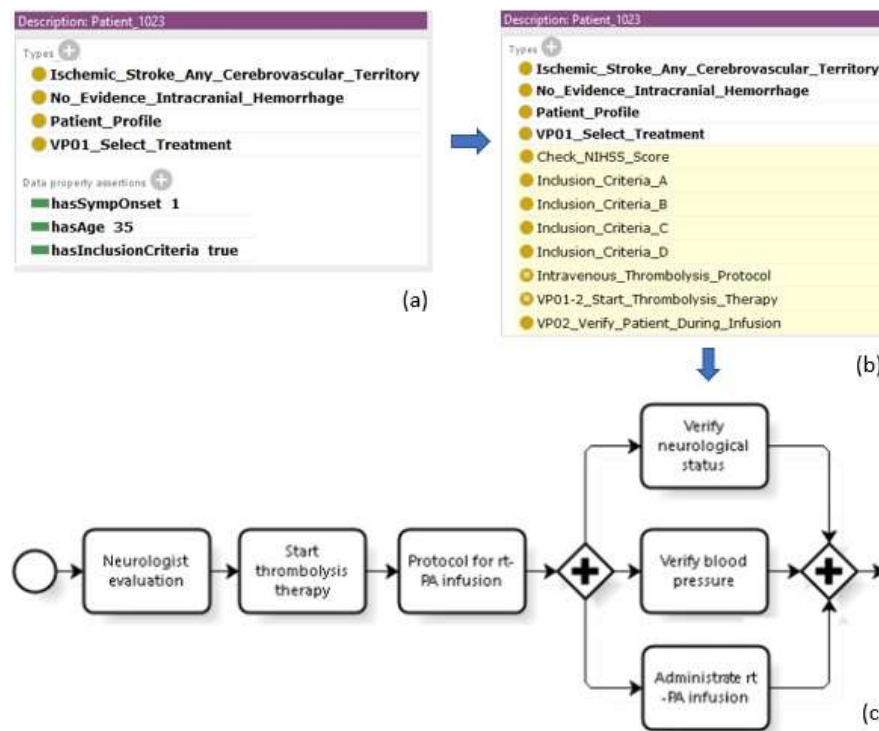 Description: Patient_1023
Types
Ischemic_Stroke_Any_Cerebrovascular_Territory
No_Evidence_Intracranial_Hemorrhage
Patient_Profile
VP01_Select_Treatment
Data property assertions
hasSympOnset 1
hasAge 35
hasInclusionCriteria true
(a)
Description: Patient_1023
Types
Ischemic_Stroke_Any_Cerebrovascular_Territory
No_Evidence_Intracranial_Hemorrhage
Patient_Profile
VP01_Select_Treatment
Check_NIHSS_Score
Inclusion_Criteria_A
Inclusion_Criteria_B
Inclusion_Criteria_C
Inclusion_Criteria_D
Intravenous_Thrombolysis_Protocol
VP01-2_Start_Thrombolysis_Therapy
VP02_Verify_Patient_During_Infusion
(b)
Neurologist
evaluation
Start
thrombolysis
therapy
Protocol for rt-
PA infusion
Verify
neurological
status
Verify blood
pressure
Administrate rt
-PA infusion
(c